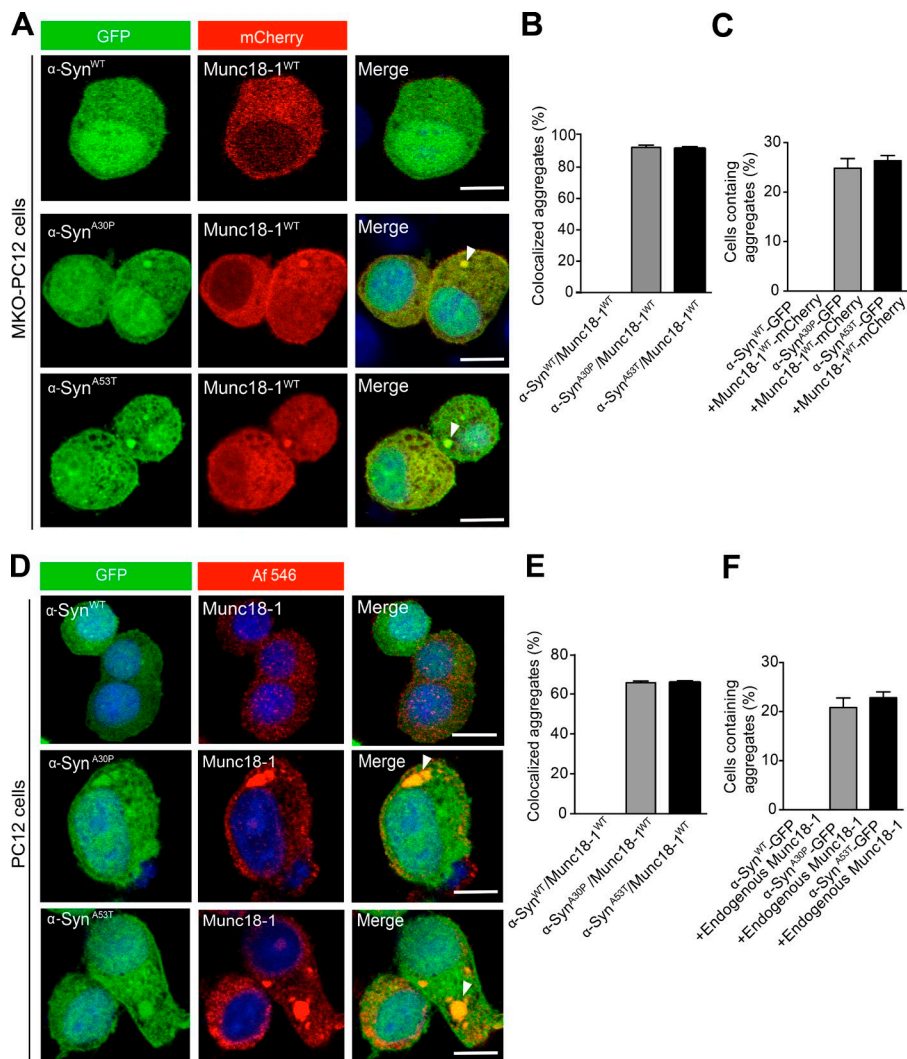 A
GFP
mCherry
α-Syn^WT
Munc18-1^WT
Merge
α-Syn^A30P
Munc18-1^WT
Merge
α-Syn^A53T
Munc18-1^WT
Merge
MKO-PC12 cells
B
Colocalized aggregates (%)
100
80
60
40
20
0
α-Syn^WT/Munc18-1^WT
α-Syn^A30P /Munc18-1^WT
α-Syn^A53T/Munc18-1^WT
C
Cells containg
aggregates (%)
30
20
10
0
α-Syn^WT-GFP
+Munc18-1^WT-mCherry
α-Syn^A30P-GFP
+Munc18-1^WT-mCherry
α-Syn^A53T-GFP
+Munc18-1^WT-mCherry
D
GFP
Af 546
α-Syn^WT
Munc18-1
Merge
α-Syn^A30P
Munc18-1
Merge
α-Syn^A53T
Munc18-1
Merge
PC12 cells
E
Colocalized aggregates (%)
80
60
40
20
0
α-Syn^WT/Munc18-1^WT
α-Syn^A30P /Munc18-1^WT
α-Syn^A53T/Munc18-1^WT
F
Cells containing
aggregates (%)
30
20
10
0
α-Syn^WT-GFP
+Endogenous Munc18-1
α-Syn^A30P-GFP
+Endogenous Munc18-1
α-Syn^A53T-GFP
+Endogenous Munc18-1